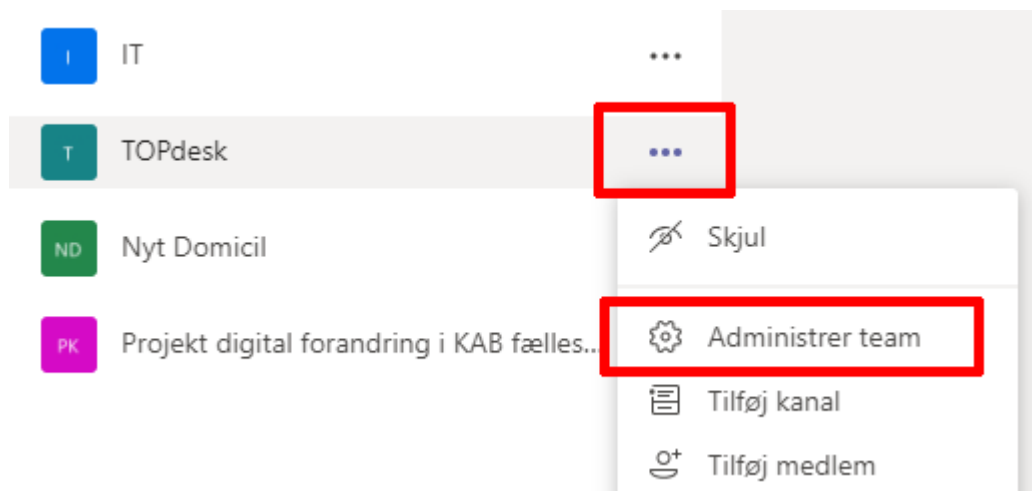 I IT ...
T TOPdesk ...
ND Nyt Domicil
Skjul
PK Projekt digital forandring i KAB fælles...
Administrer team
Tilføj kanal
Tilføj medlem